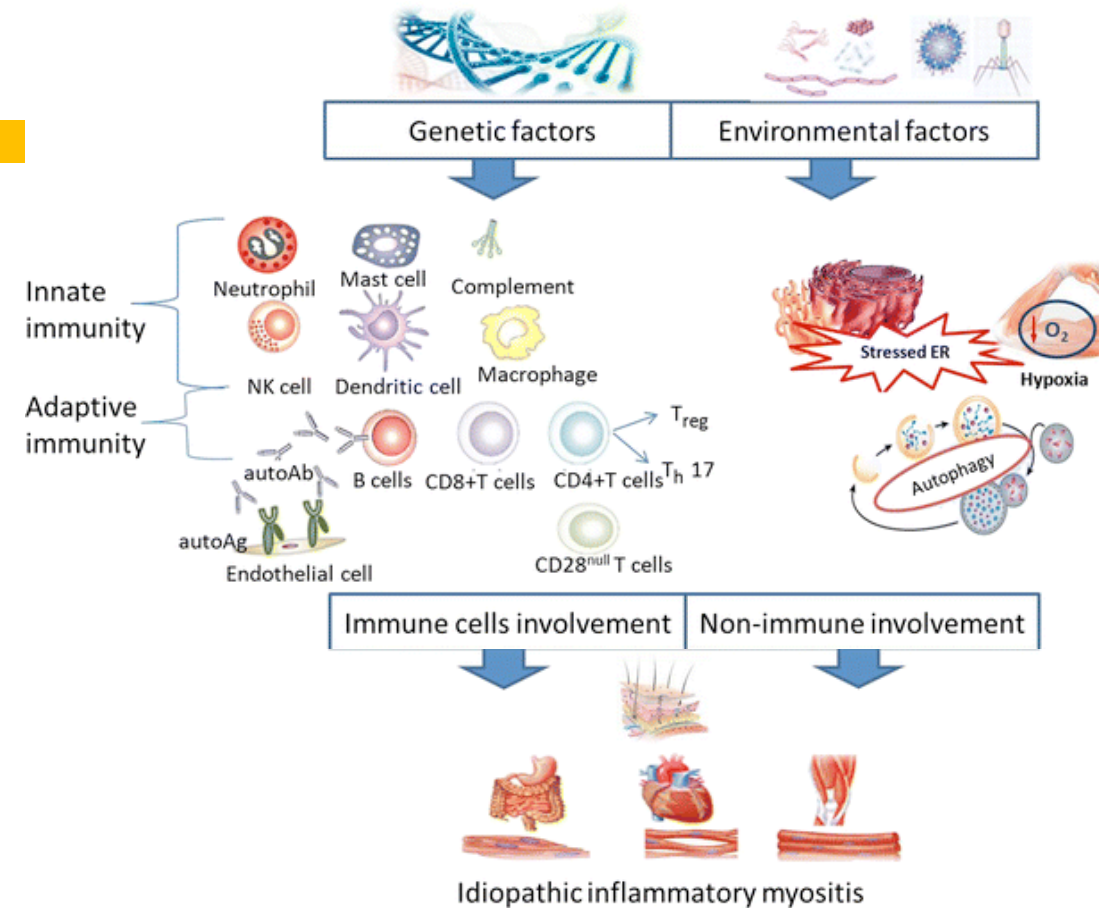 Genetic factors
Environmental factors
Innate
immunity
Neutrophil
Mast cell
Complement
NK cell
Dendritic cell
Macrophage
Stressed ER
↓ O₂
Hypoxia
Adaptive
immunity
autoAb
B cells
CD8+T cells
CD4+T cells
Treg
Th 17
Autophagy
autoAg
Endothelial cell
CD28null T cells
Immune cells involvement
Non-immune involvement
Idiopathic inflammatory myositis